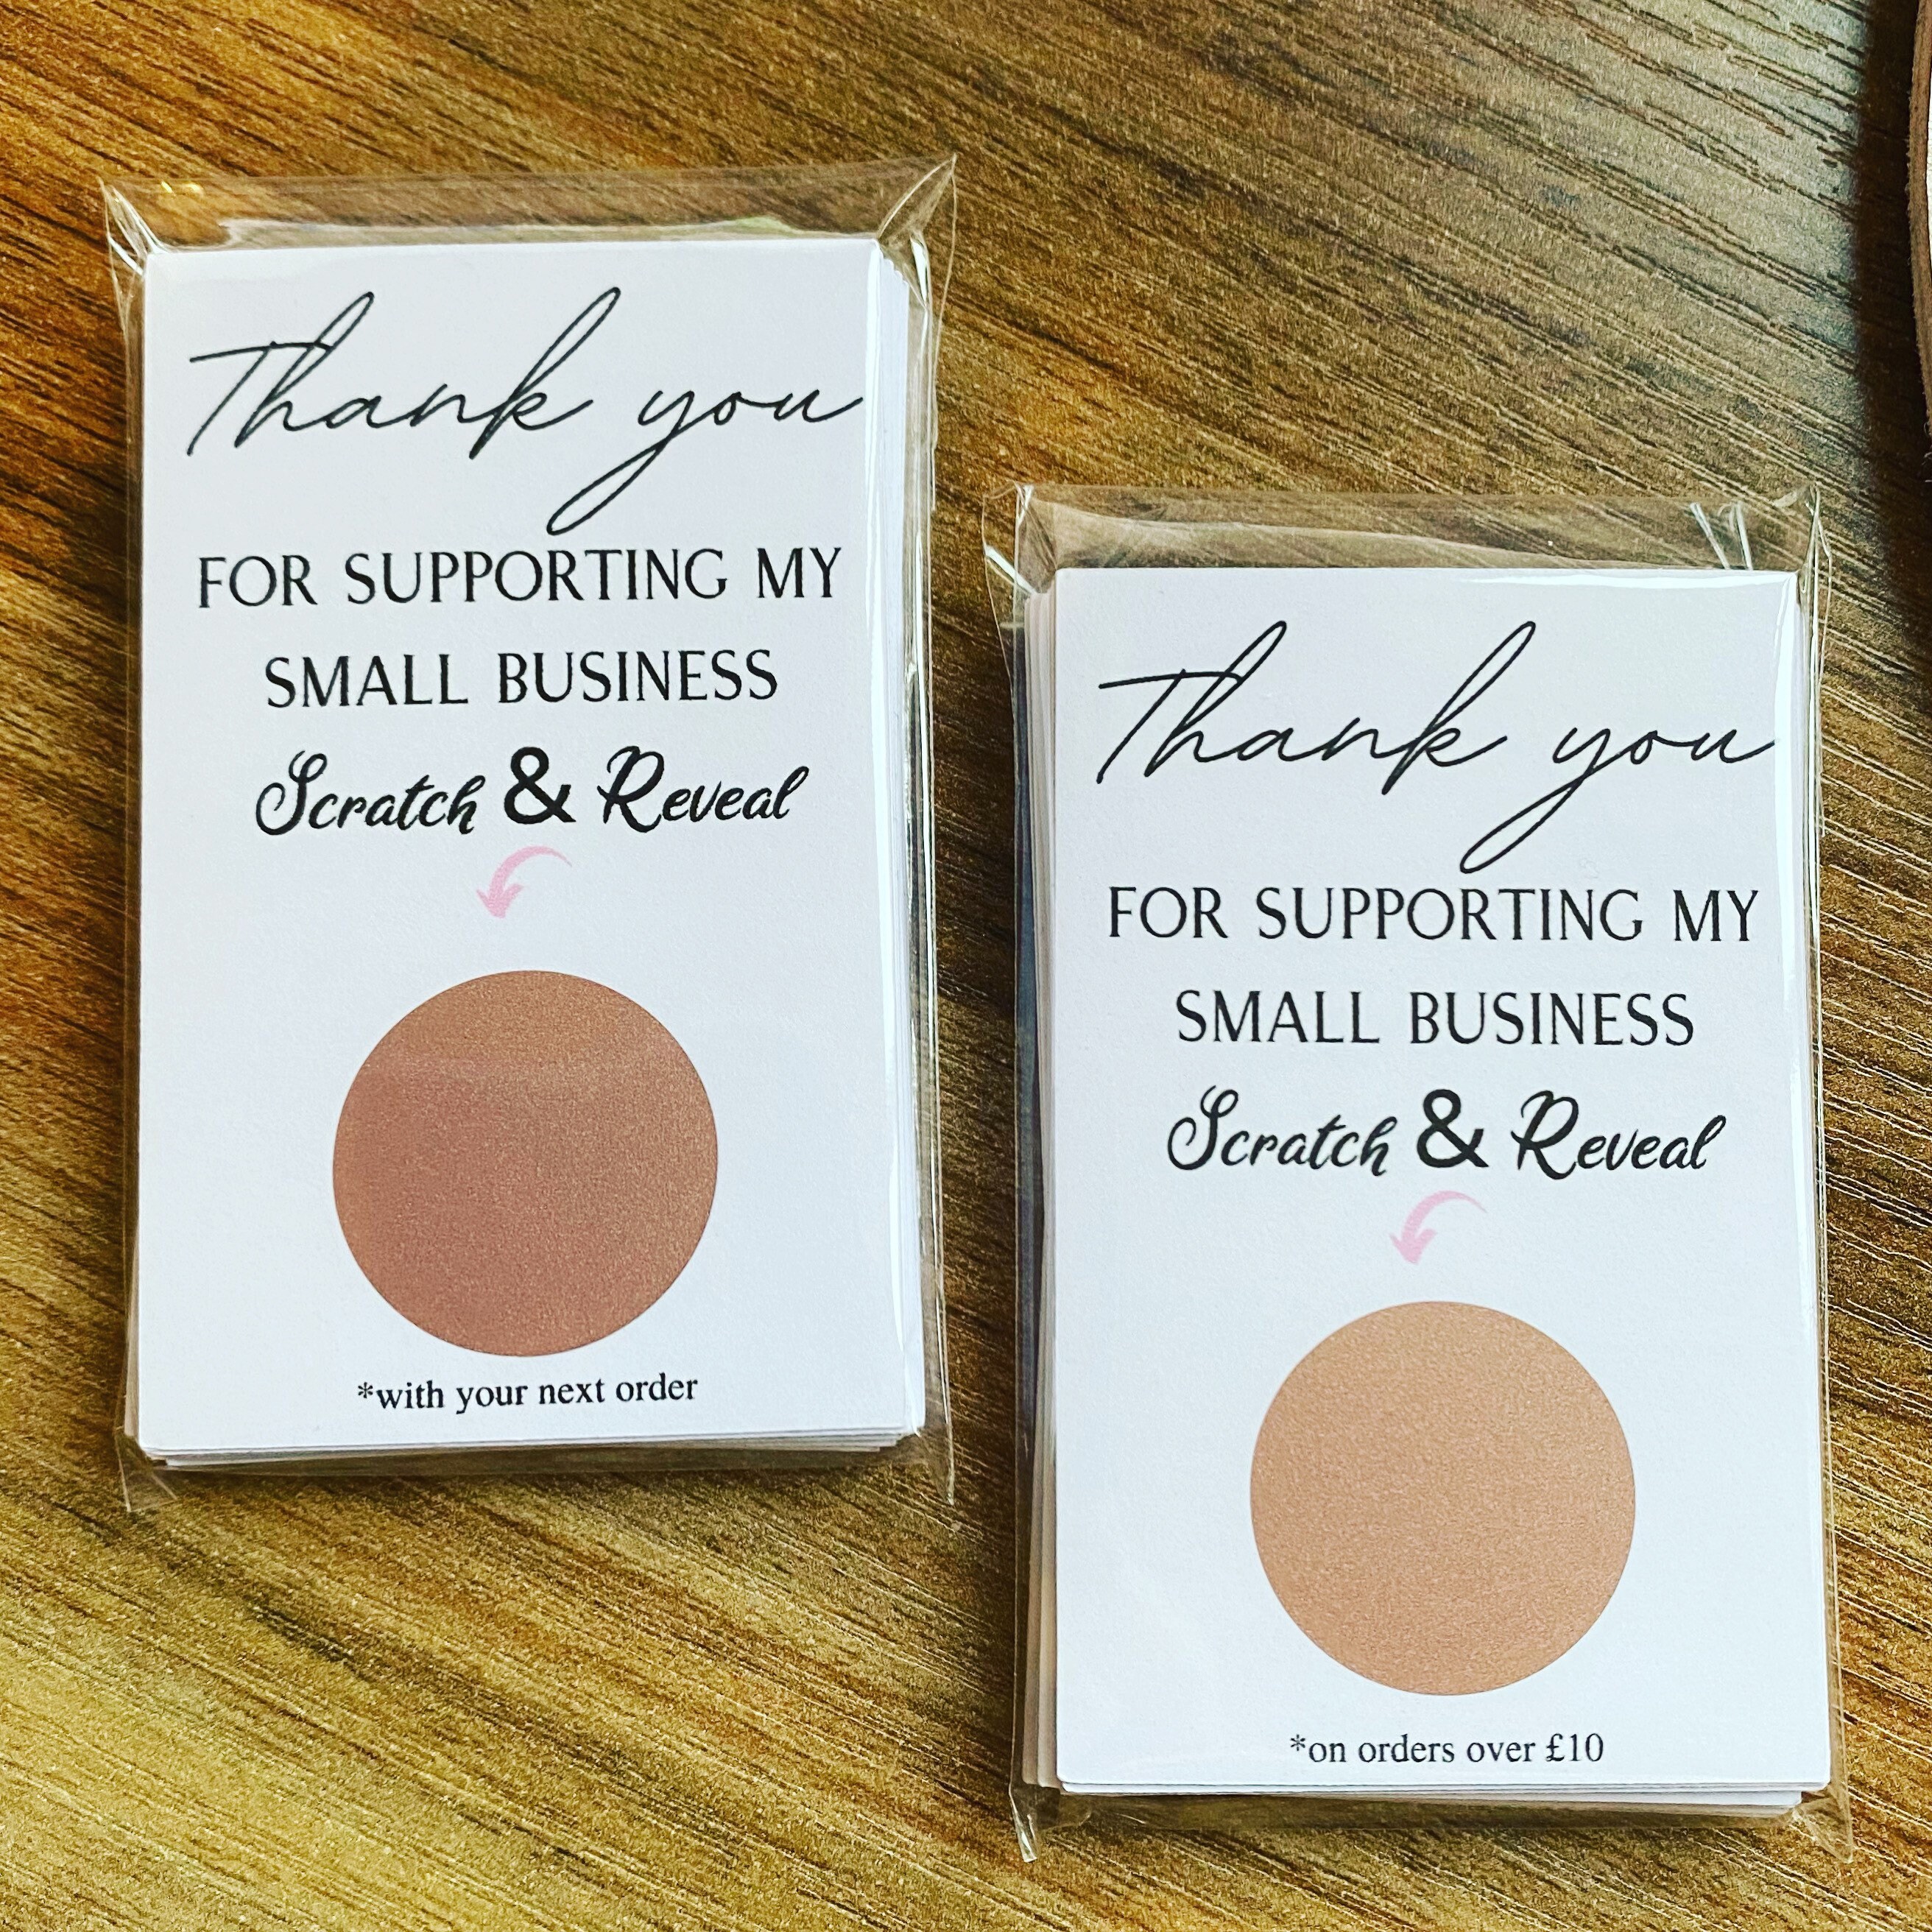 Thank you
FOR SUPPORTING MY
SMALL BUSINESS
Scratch & Reveal
*with your next order
Thank you
FOR SUPPORTING MY
SMALL BUSINESS
Scratch & Reveal
*on orders over £10